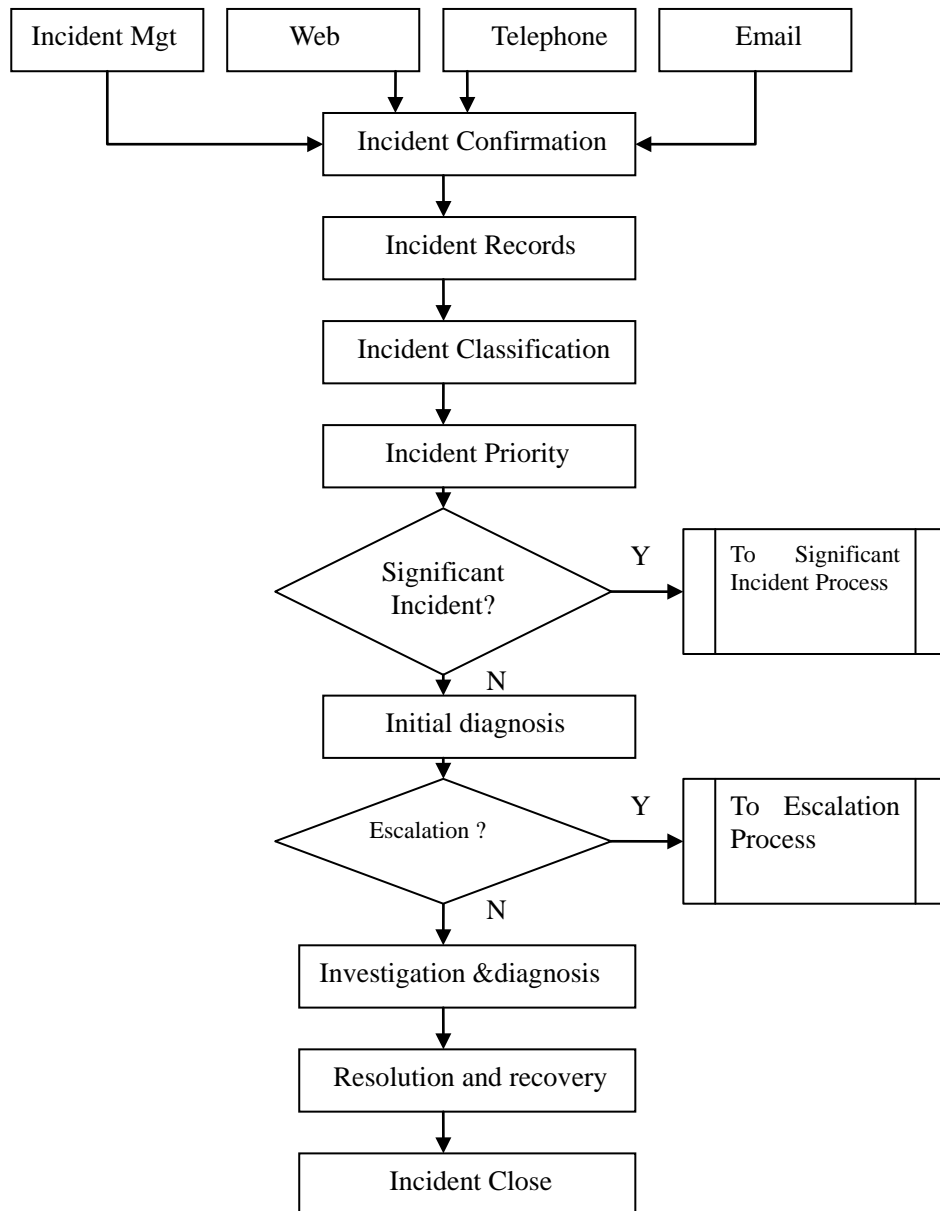 Incident Mgt
Web
Telephone
Email
Incident Confirmation
Incident Records
Incident Classification
Incident Priority
Significant
Incident?
Y
To Significant
Incident Process
N
Initial diagnosis
Escalation ?
Y
To Escalation
Process
N
Investigation &diagnosis
Resolution and recovery
Incident Close